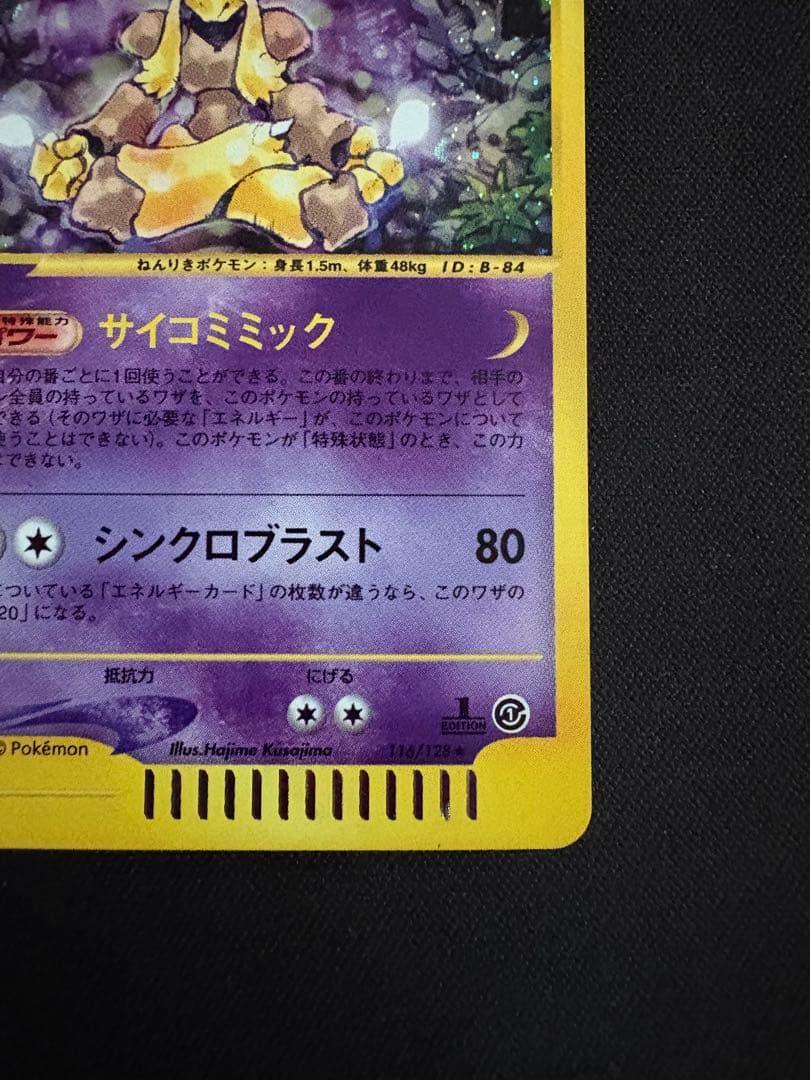 ねんりきポケモン：身長1.5m、体重48kg ID:B-84
特殊能力
パワー サイコミミック
自分の番ごとに1回使うことができる。この番の終わりまで、相手の
ン全員の持っているワザを、このポケモンの持っているワザとして
できる（そのワザに必要な「エネルギー」が、このポケモンについて
使うことはできない）。このポケモンが「特殊状態」のとき、この力
はできない。
シンクロブラスト 80
についている「エネルギーカード」の枚数が違うなら、このワザの
20」になる。
抵抗力 にげる
1
EDITION
© Pokémon Illus.Hajime Kusajima 116/128★